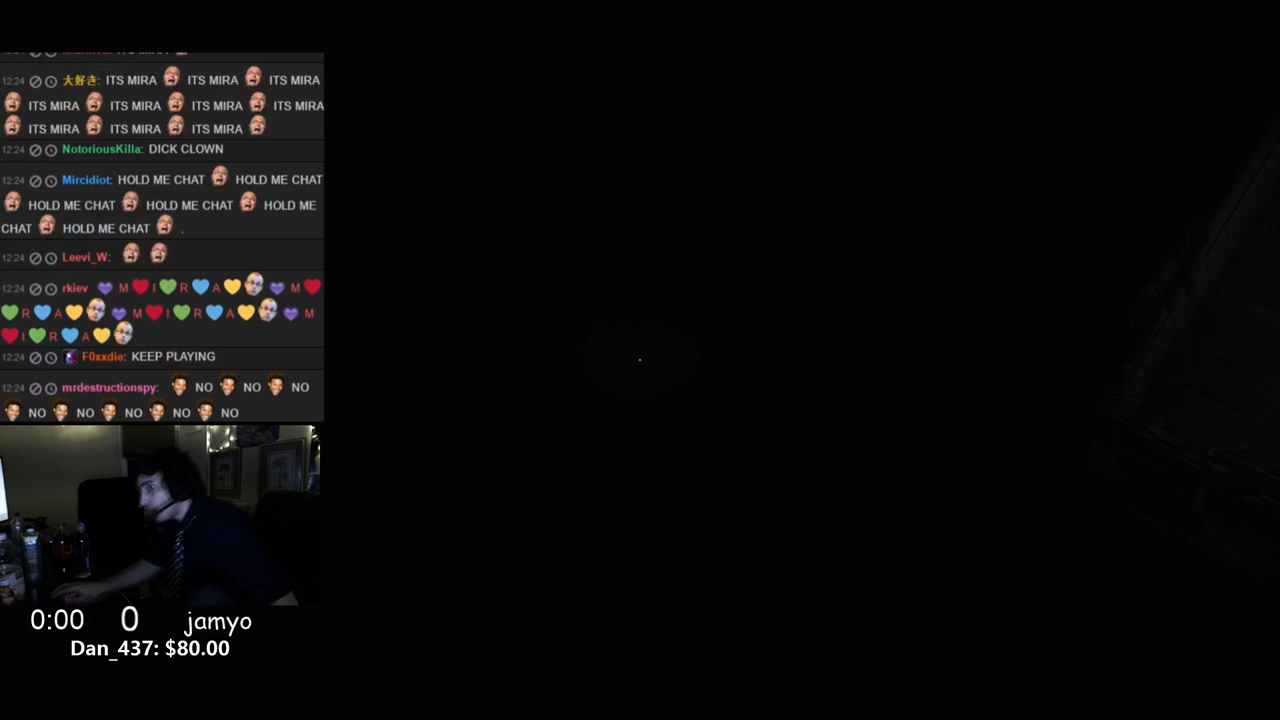 12:24 大好き: ITS MIRA ITS MIRA ITS MIRA
ITS MIRA ITS MIRA ITS MIRA ITS MIRA
ITS MIRA ITS MIRA ITS MIRA
12:24 NotoriousKilla: DICK CLOWN
12:24 Mircidiot: HOLD ME CHAT HOLD ME CHAT
HOLD ME CHAT HOLD ME CHAT HOLD ME
CHAT HOLD ME CHAT .
12:24 Leevi_W:
12:24 rkiev M I R A M
R A M I R A M
I R A
12:24 F0xxdie: KEEP PLAYING
12:24 mrdestructionspy: NO NO NO
NO NO NO NO NO
0:00 0 jamyo
Dan_437: $80.00